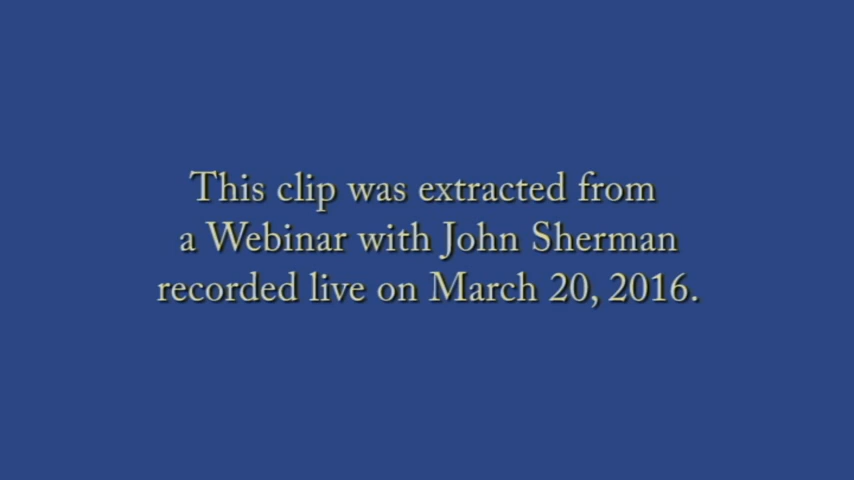 This clip was extracted from
a Webinar with John Sherman
recorded live on March 20, 2016.